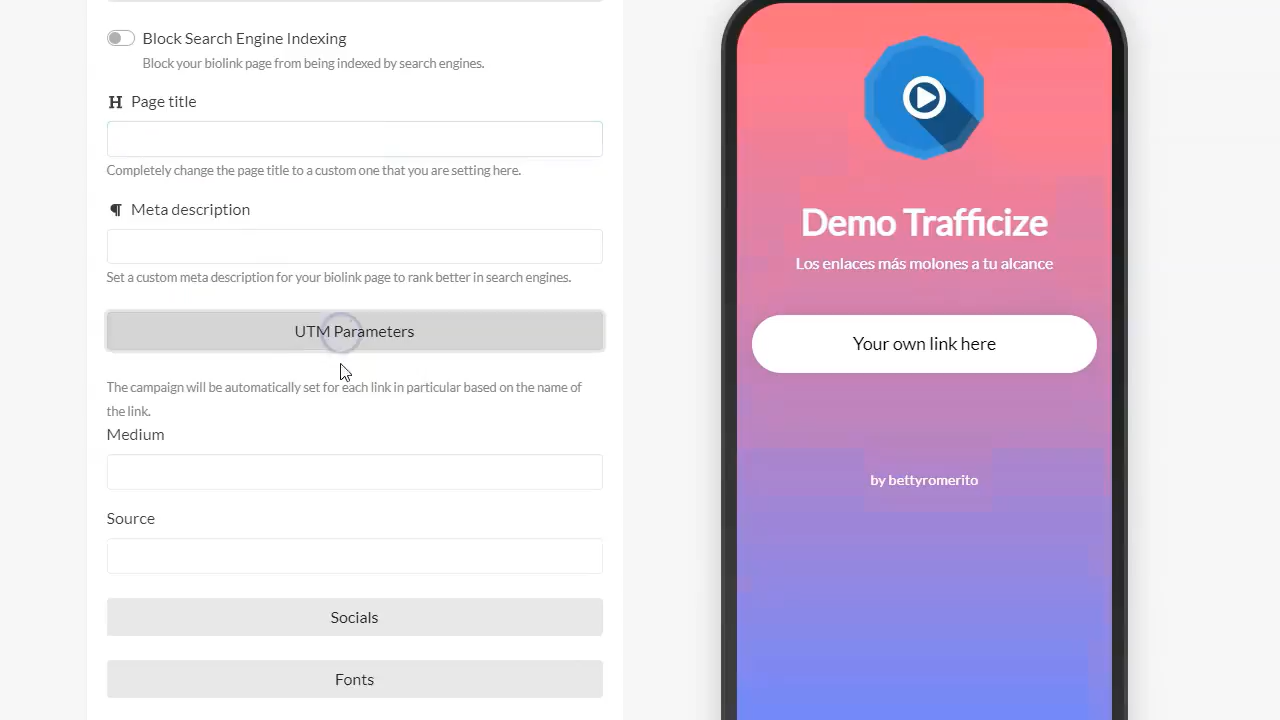 Block Search Engine Indexing
Block your biolink page from being indexed by search engines.
Page title
Completely change the page title to a custom one that you are setting here.
Meta description
Set a custom meta description for your biolink page to rank better in search engines.
UTM Parameters
The campaign will be automatically set for each link in particular based on the name of
the link.
Medium
Source
Socials
Fonts
Demo Trafficize
Los enlaces más molones a tu alcance
Your own link here
by bettyromerito